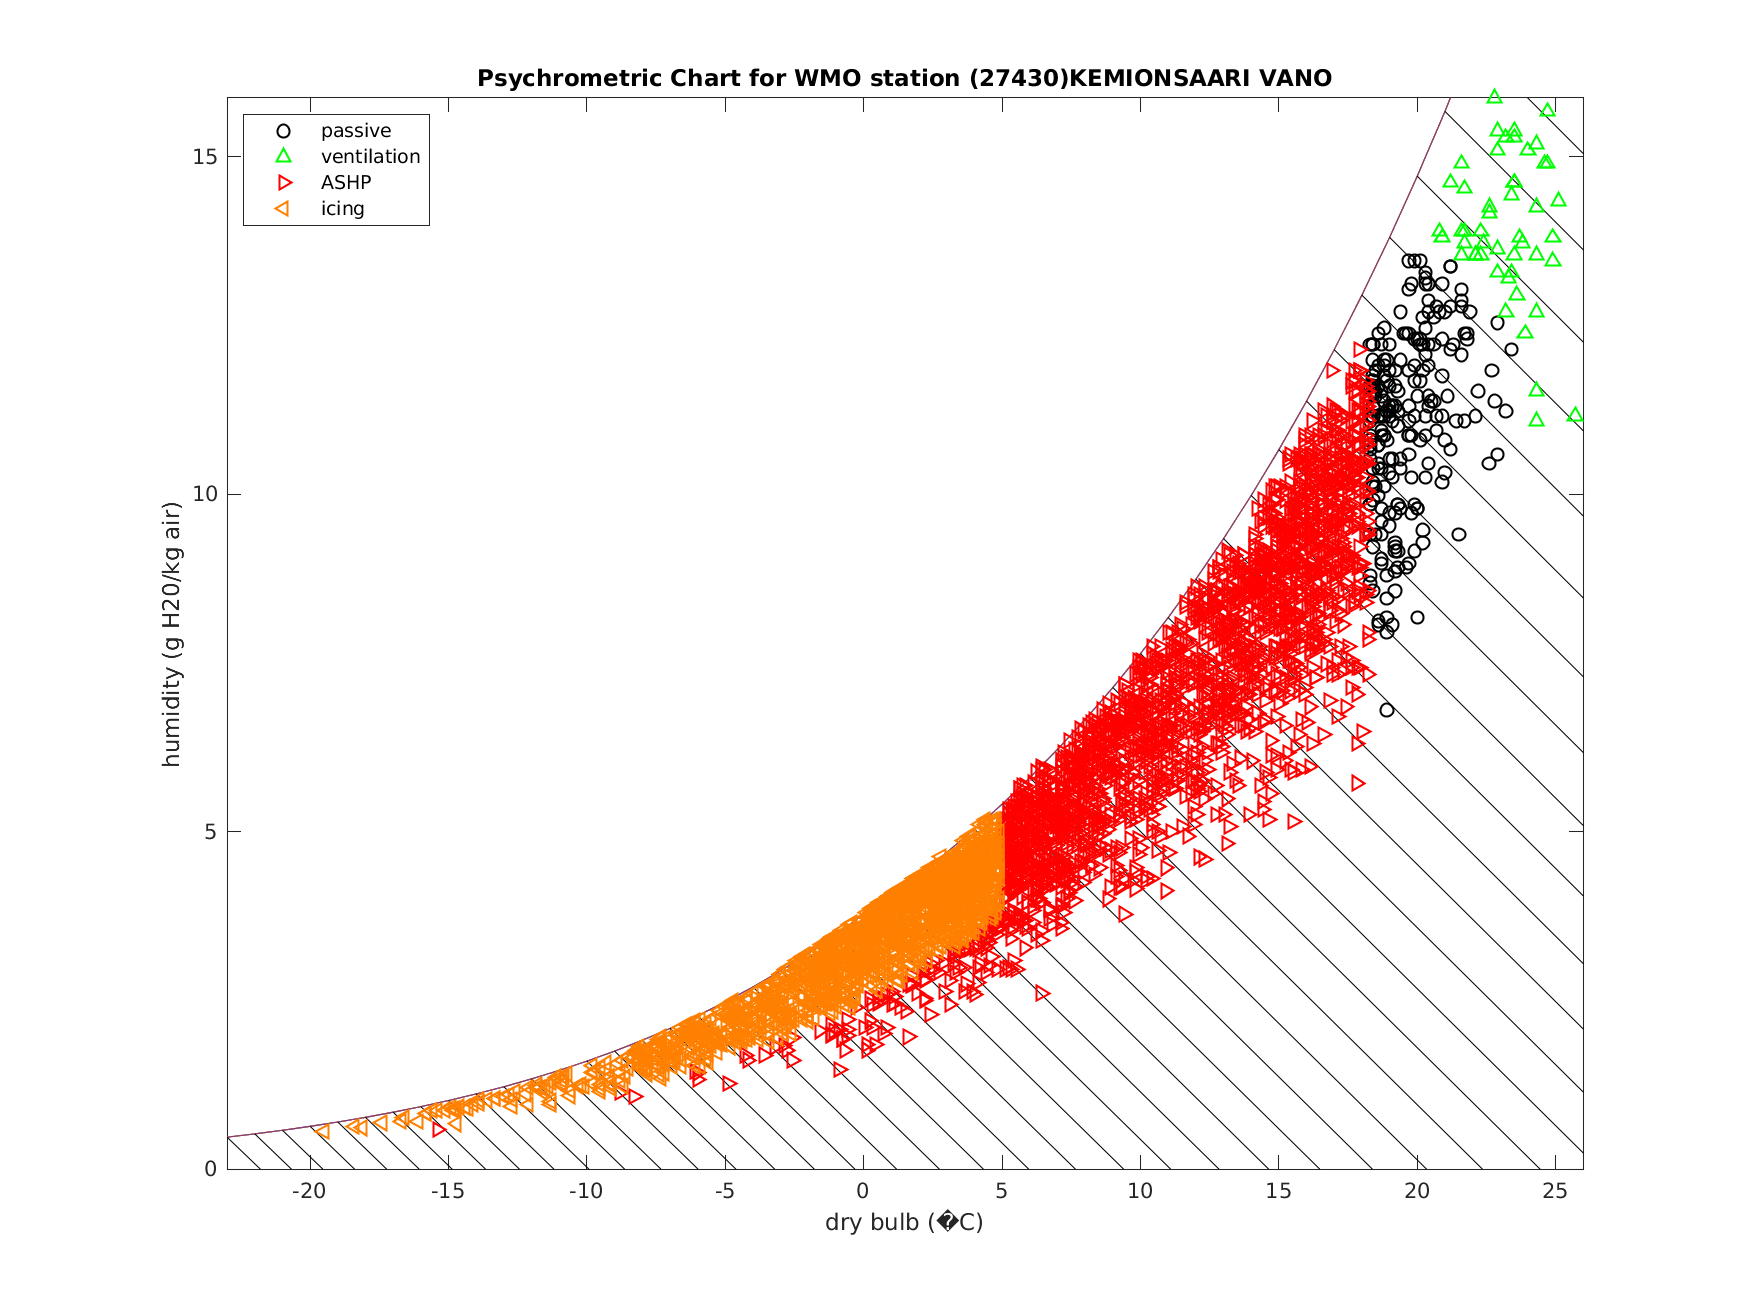 Psychrometric Chart for WMO station (27430)KEMIONSAARI VANO
passive
ventilation
ASHP
icing
15
10
5
0
humidity (g H20/kg air)
-20 -15 -10 -5 0 5 10 15 20 25
dry bulb (�C)